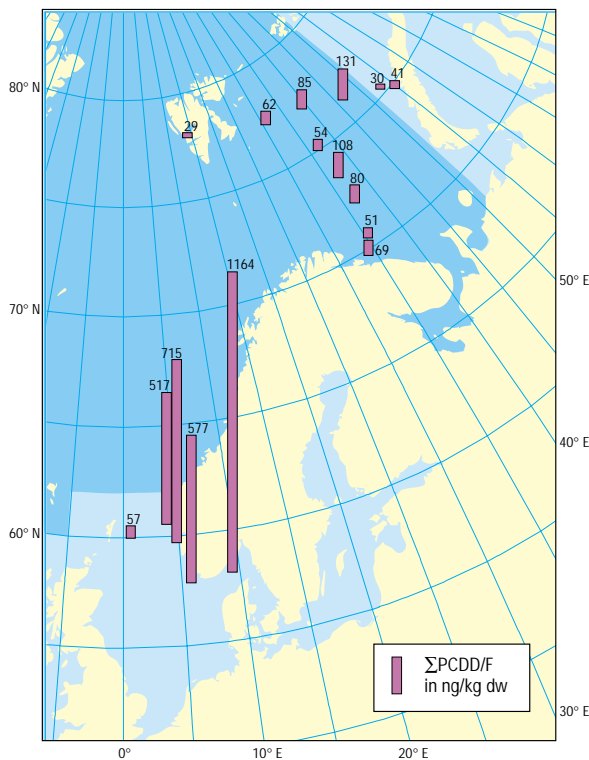 131
30
41
80° N
85
62
29
54
108
80
51
69
1164
50° E
70° N
715
517
577
40° E
57
60° N
ΣPCDD/F
in ng/kg dw
30° E
0°
10° E
20° E